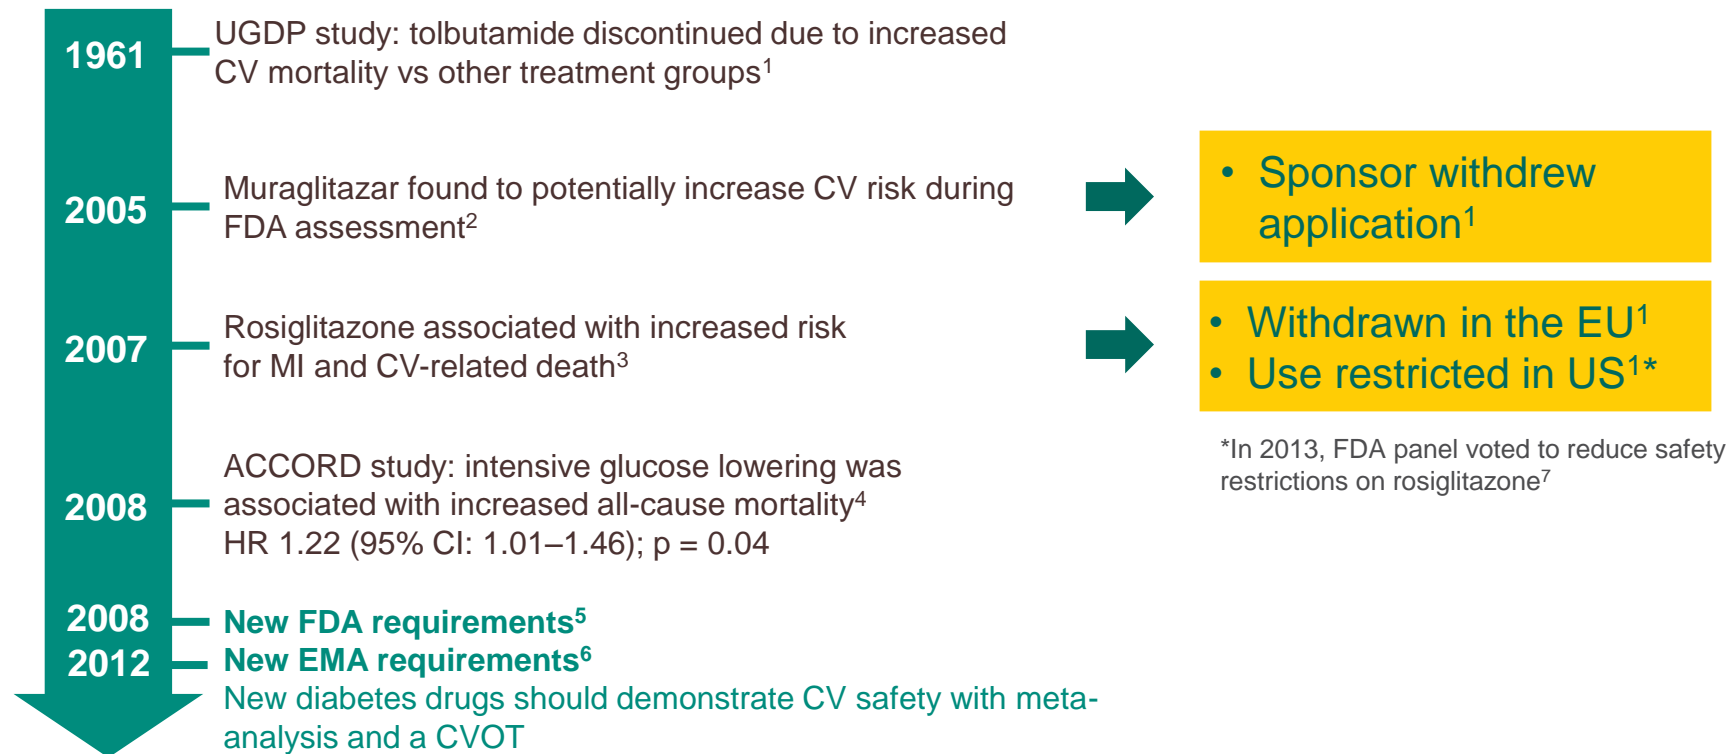 1961
UGDP study: tolbutamide discontinued due to increased
CV mortality vs other treatment groups¹
2005
Muraglitazar found to potentially increase CV risk during
FDA assessment²
• Sponsor withdrew
application¹
2007
Rosiglitazone associated with increased risk
for MI and CV-related death³
• Withdrawn in the EU¹
• Use restricted in US¹*
*In 2013, FDA panel voted to reduce safety
restrictions on rosiglitazone⁷
2008
ACCORD study: intensive glucose lowering was
associated with increased all-cause mortality⁴
HR 1.22 (95% CI: 1.01–1.46); p = 0.04
2008
New FDA requirements⁵
2012
New EMA requirements⁶
New diabetes drugs should demonstrate CV safety with meta-
analysis and a CVOT